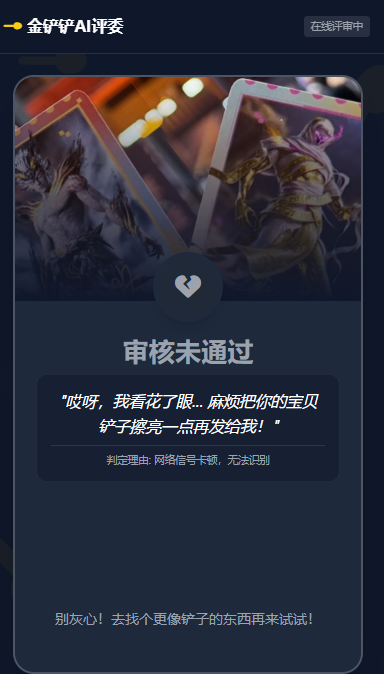 金铲铲AI评委
在线评审中
审核未通过
"哎呀，我看花了眼... 麻烦把你的宝贝
铲子擦亮一点再发给我！"
判定理由: 网络信号卡顿，无法识别
别灰心！去找个更像铲子的东西再来试试！